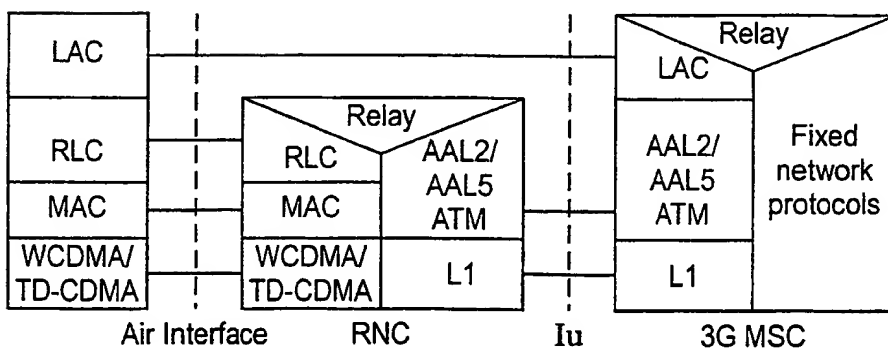 LAC
RLC
MAC
WCDMA/
TD-CDMA
Air Interface
Relay
RLC
MAC
WCDMA/
TD-CDMA
AAL2/
AAL5
ATM
L1
RNC
Iu
Relay
LAC
AAL2/
AAL5
ATM
L1
Fixed
network
protocols
3G MSC